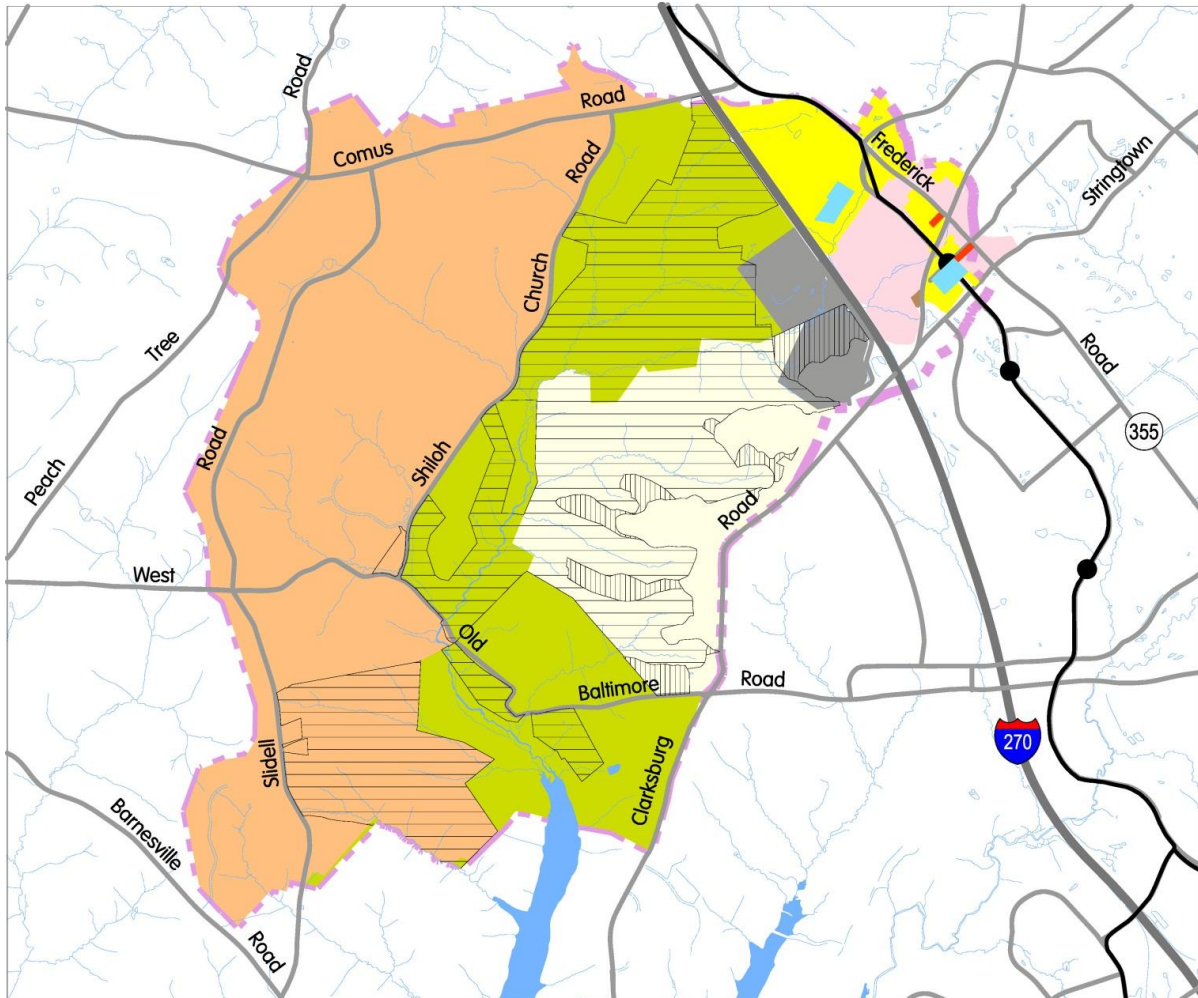 Road
Road
Comus
Road
Frederick
Stringtown
Church
Tree
Road
Road
355
Peach
Road
Shiloh
Road
West
Old
Baltimore
Road
Slidell
270
Clarksburg
Barnesville
Road